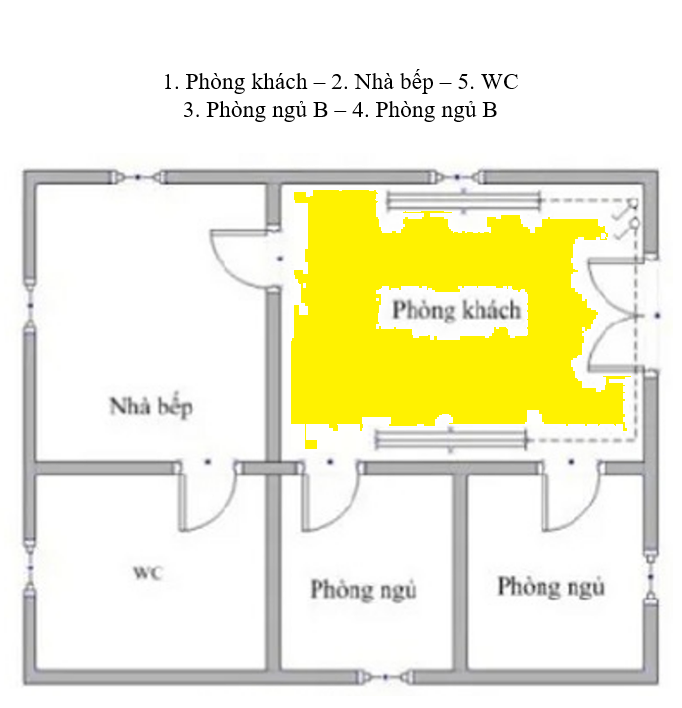 1. Phòng khách – 2. Nhà bếp – 5. WC
3. Phòng ngủ B – 4. Phòng ngủ B
Phòng khách
Nhà bếp
WC
Phòng ngủ
Phòng ngủ